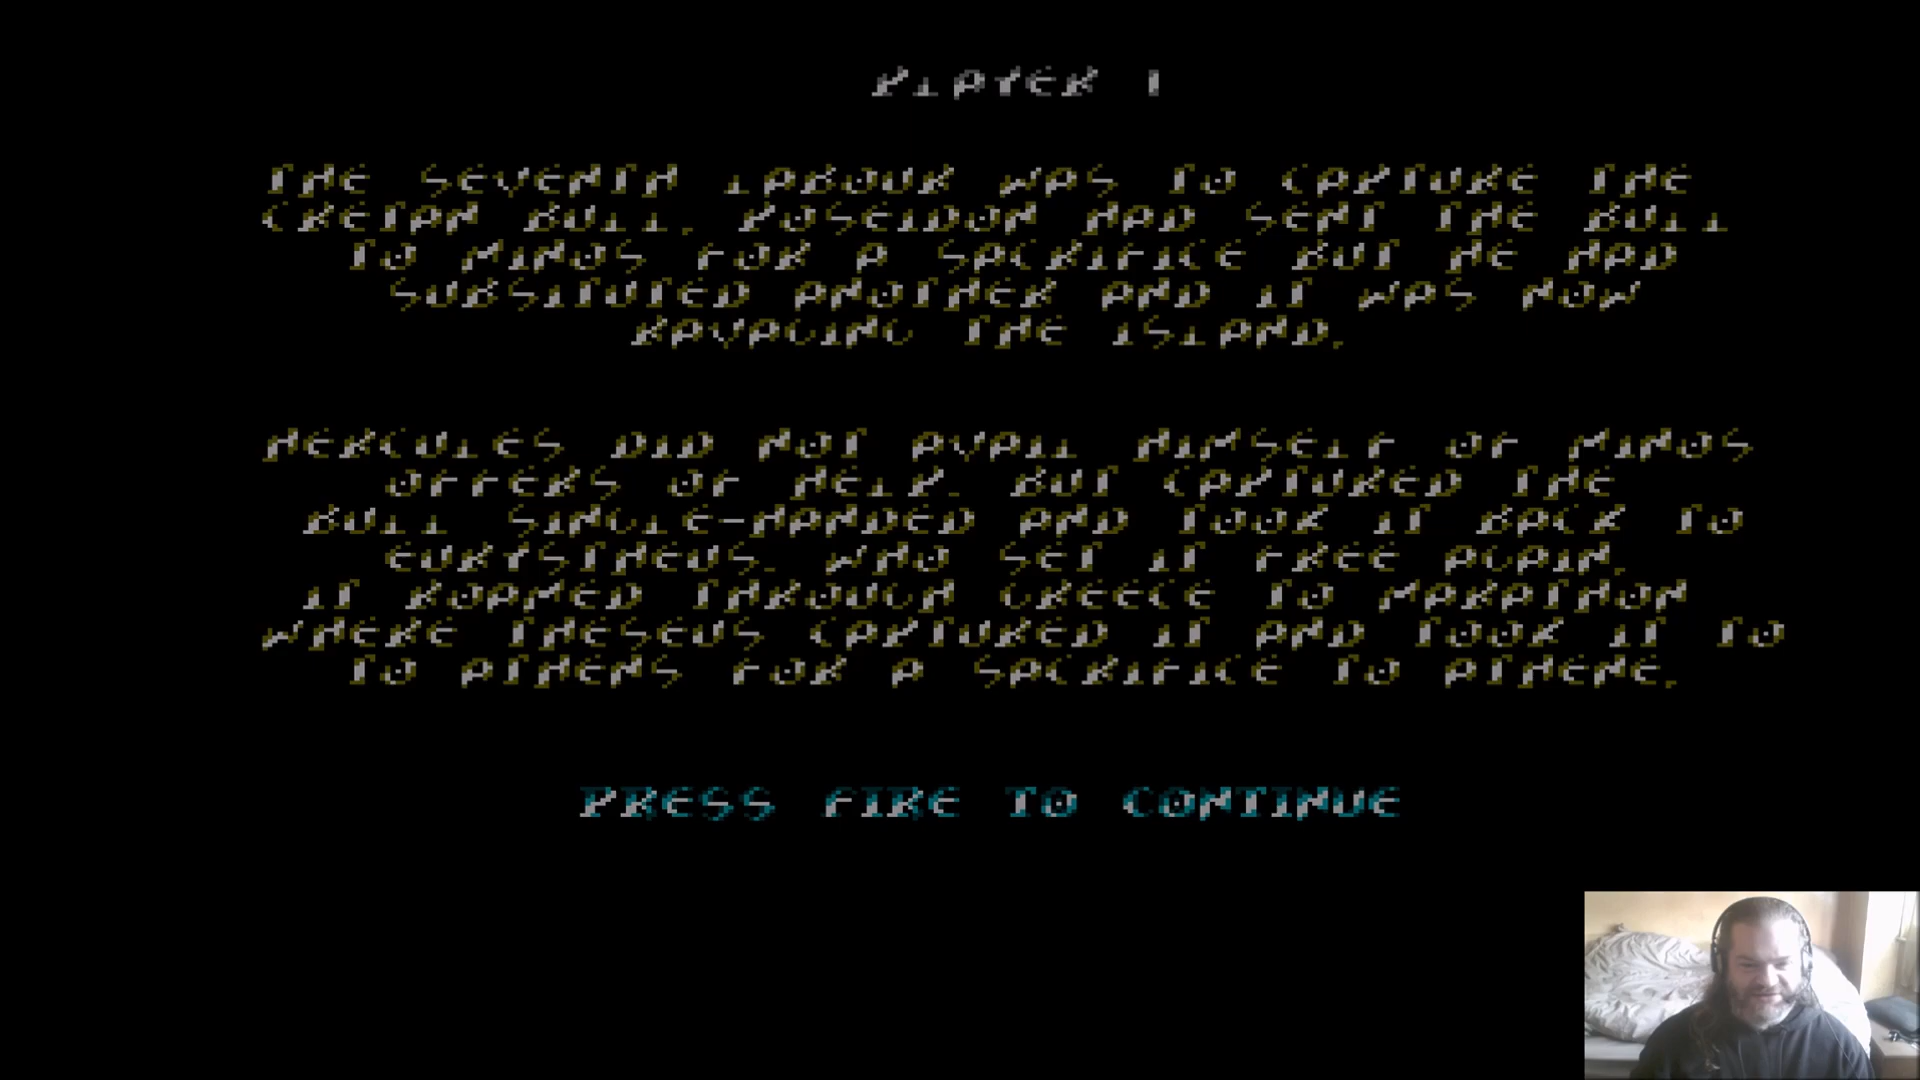 PLAYER 1
THE SEVENTH LABOUR WAS TO CAPTURE THE
CRETAN BULL. POSEIDON HAD SENT THE BULL
TO MINOS FOR A SACKIFICE BUT HE HAD
SUBSITUTED ANOTHER AND IT WAS NOW
RAVAGING THE ISLAND.
HERCULES DID NOT AVAIL HIMSELF OF MINOS
OFFERS OF HELP. BUT CAPTURED THE
BULL SINGLE-HANDED AND TOOK IT BACK TO
EURYSTHEUS. WHO SET IT FREE AGAIN.
IT ROAMED THROUGH GREECE TO MARATHON
WHERE THESEUS CAPTURED IT AND TOOK IT TO
TO ATHENS FOR A SACRIFICE TO ATHENE.
PRESS FIRE TO CONTINUE